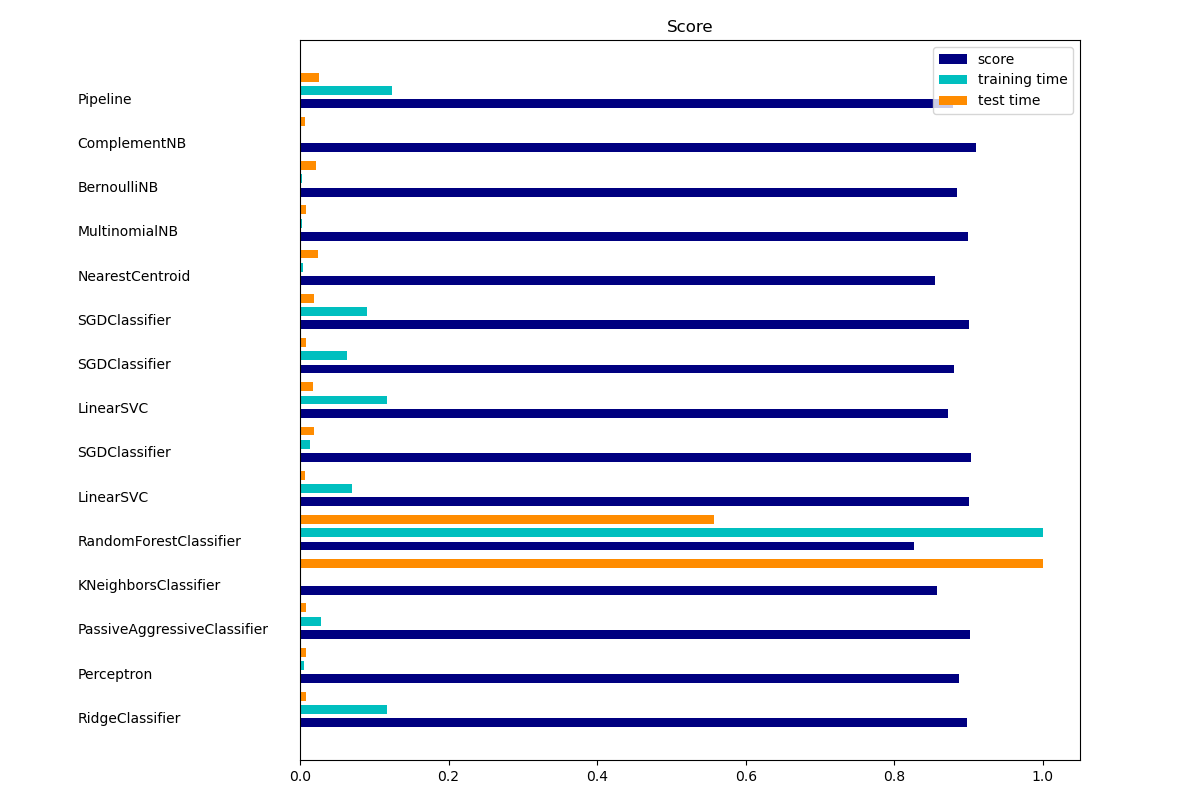 Score
score
training time
test time
Pipeline
ComplementNB
BernoulliNB
MultinomialNB
NearestCentroid
SGDClassifier
SGDClassifier
LinearSVC
SGDClassifier
LinearSVC
RandomForestClassifier
KNeighborsClassifier
PassiveAggressiveClassifier
Perceptron
RidgeClassifier
0.0 0.2 0.4 0.6 0.8 1.0